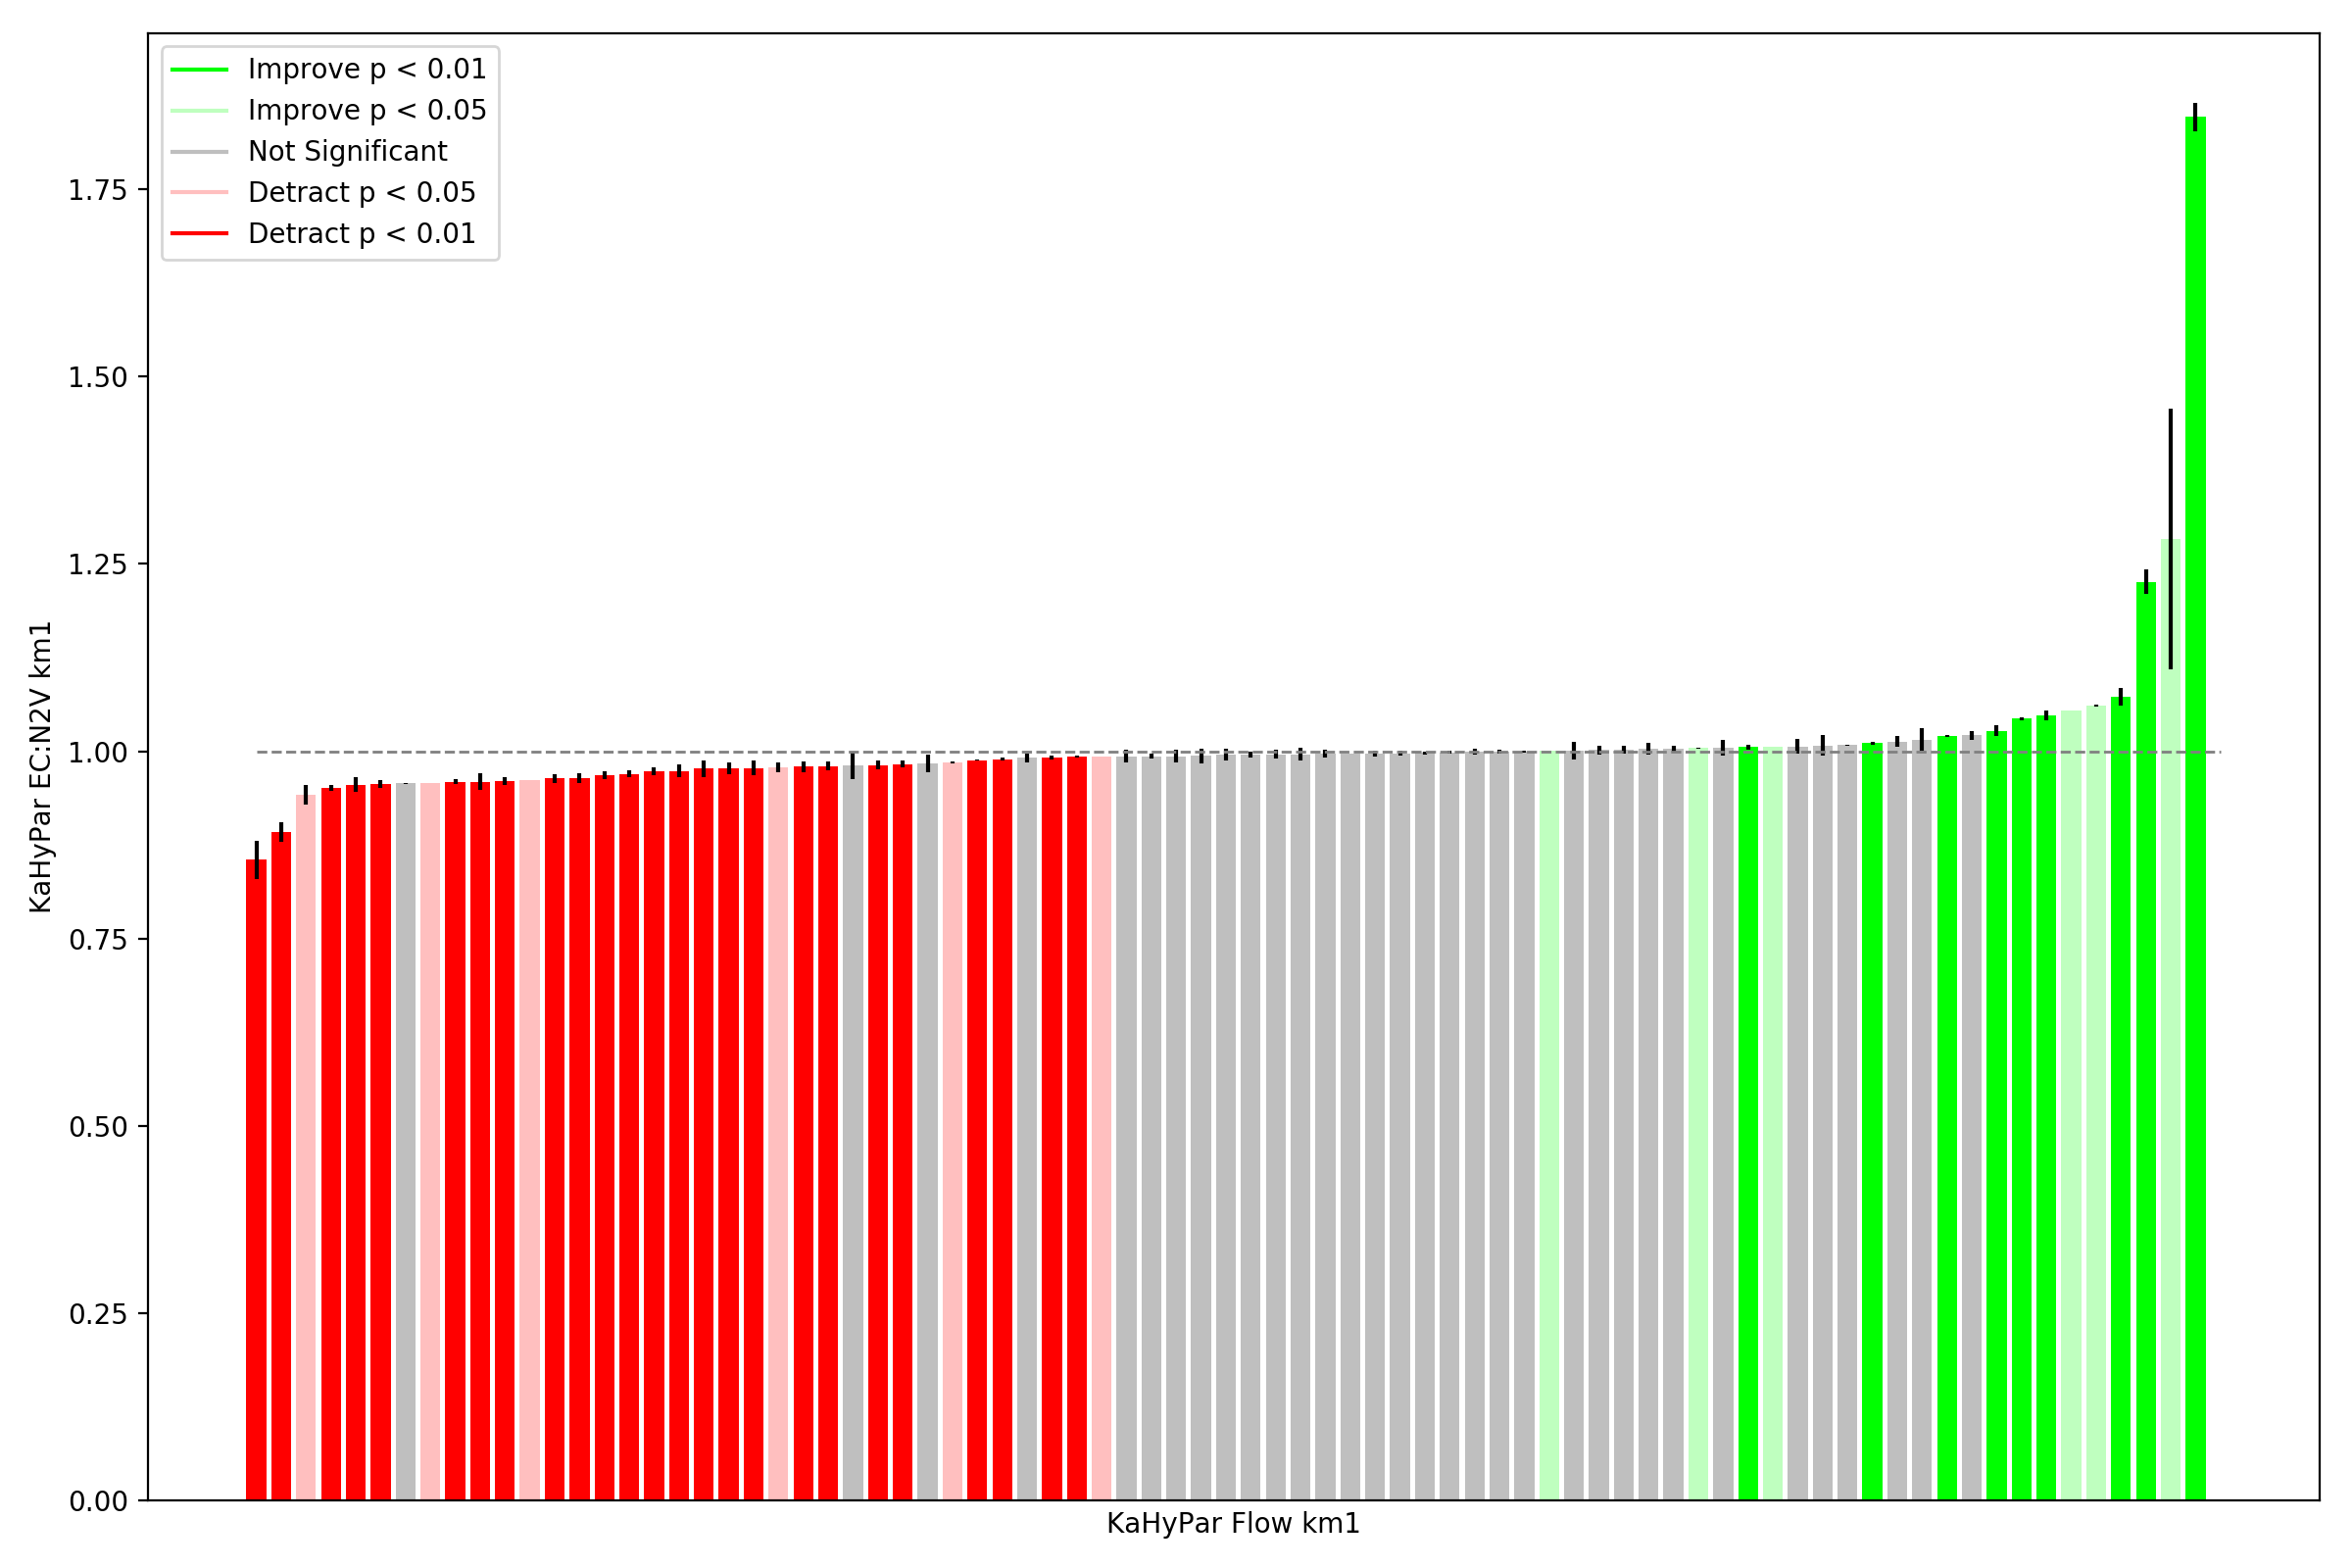 Improve p < 0.01
Improve p < 0.05
Not Significant
Detract p < 0.05
Detract p < 0.01
1.75
1.50
1.25
1.00
0.75
0.50
0.25
0.00
KaHyPar EC:N2V km1
KaHyPar Flow km1